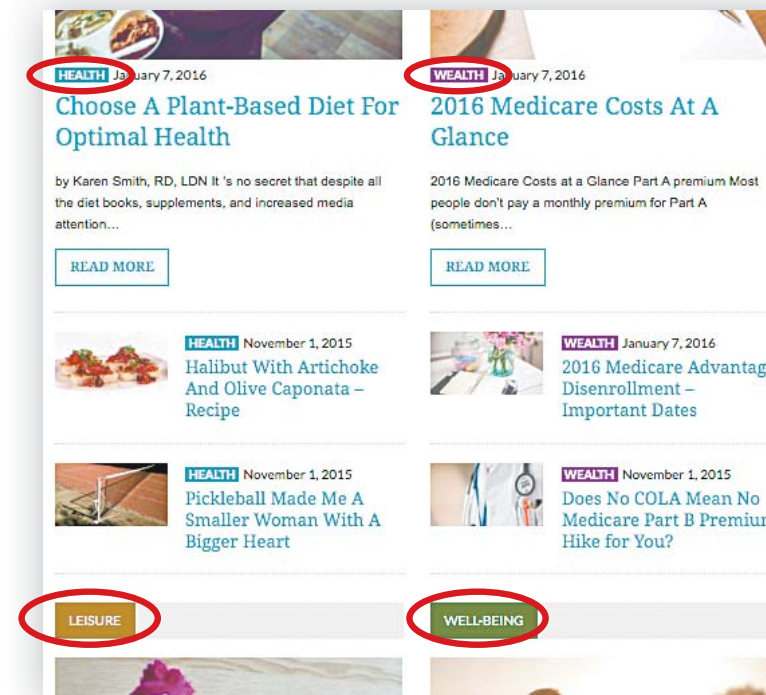 HEALTH January 7, 2016
Choose A Plant-Based Diet For
Optimal Health
by Karen Smith, RD, LDN It 's no secret that despite all
the diet books, supplements, and increased media
attention…
READ MORE
HEALTH November 1, 2015
Halibut With Artichoke
And Olive Caponata –
Recipe
HEALTH November 1, 2015
Pickleball Made Me A
Smaller Woman With A
Bigger Heart
LEISURE
WEALTH January 7, 2016
2016 Medicare Costs At A
Glance
2016 Medicare Costs at a Glance Part A premium Most
people don't pay a monthly premium for Part A
(sometimes…
READ MORE
WEALTH January 7, 2016
2016 Medicare Advantag
Disenrollment –
Important Dates
WEALTH November 1, 2015
Does No COLA Mean No
Medicare Part B Premiu
Hike for You?
WELL-BEING